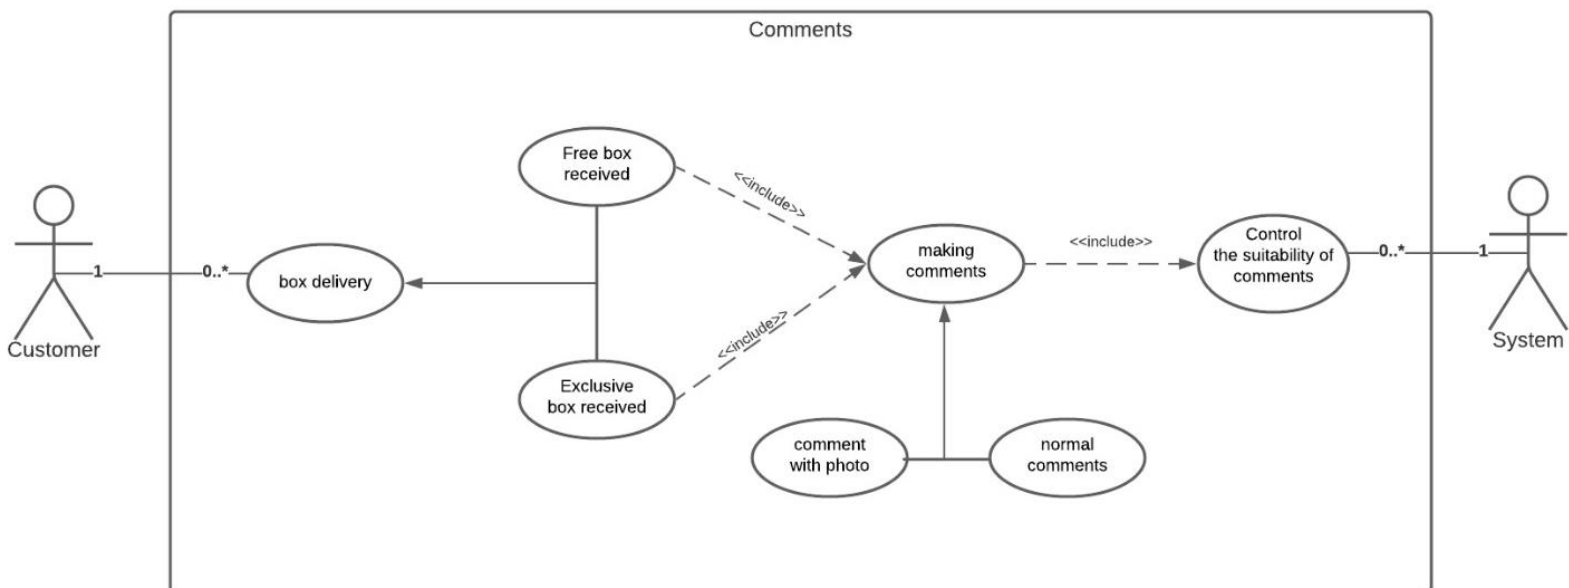 Comments
Free box
received
<<include>>
making
comments
<<include>>
Control
the suitability of
comments
0..*
1
System
1
0..*
box delivery
Customer
<<include>>
Exclusive
box received
comment
with photo
normal
comments